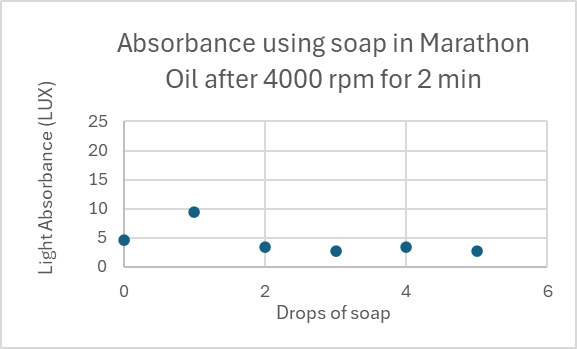 Absorbance using soap in Marathon
Oil after 4000 rpm for 2 min
Light Absorbance (LUX)
25
20
15
10
5
0
0 2 4 6
Drops of soap